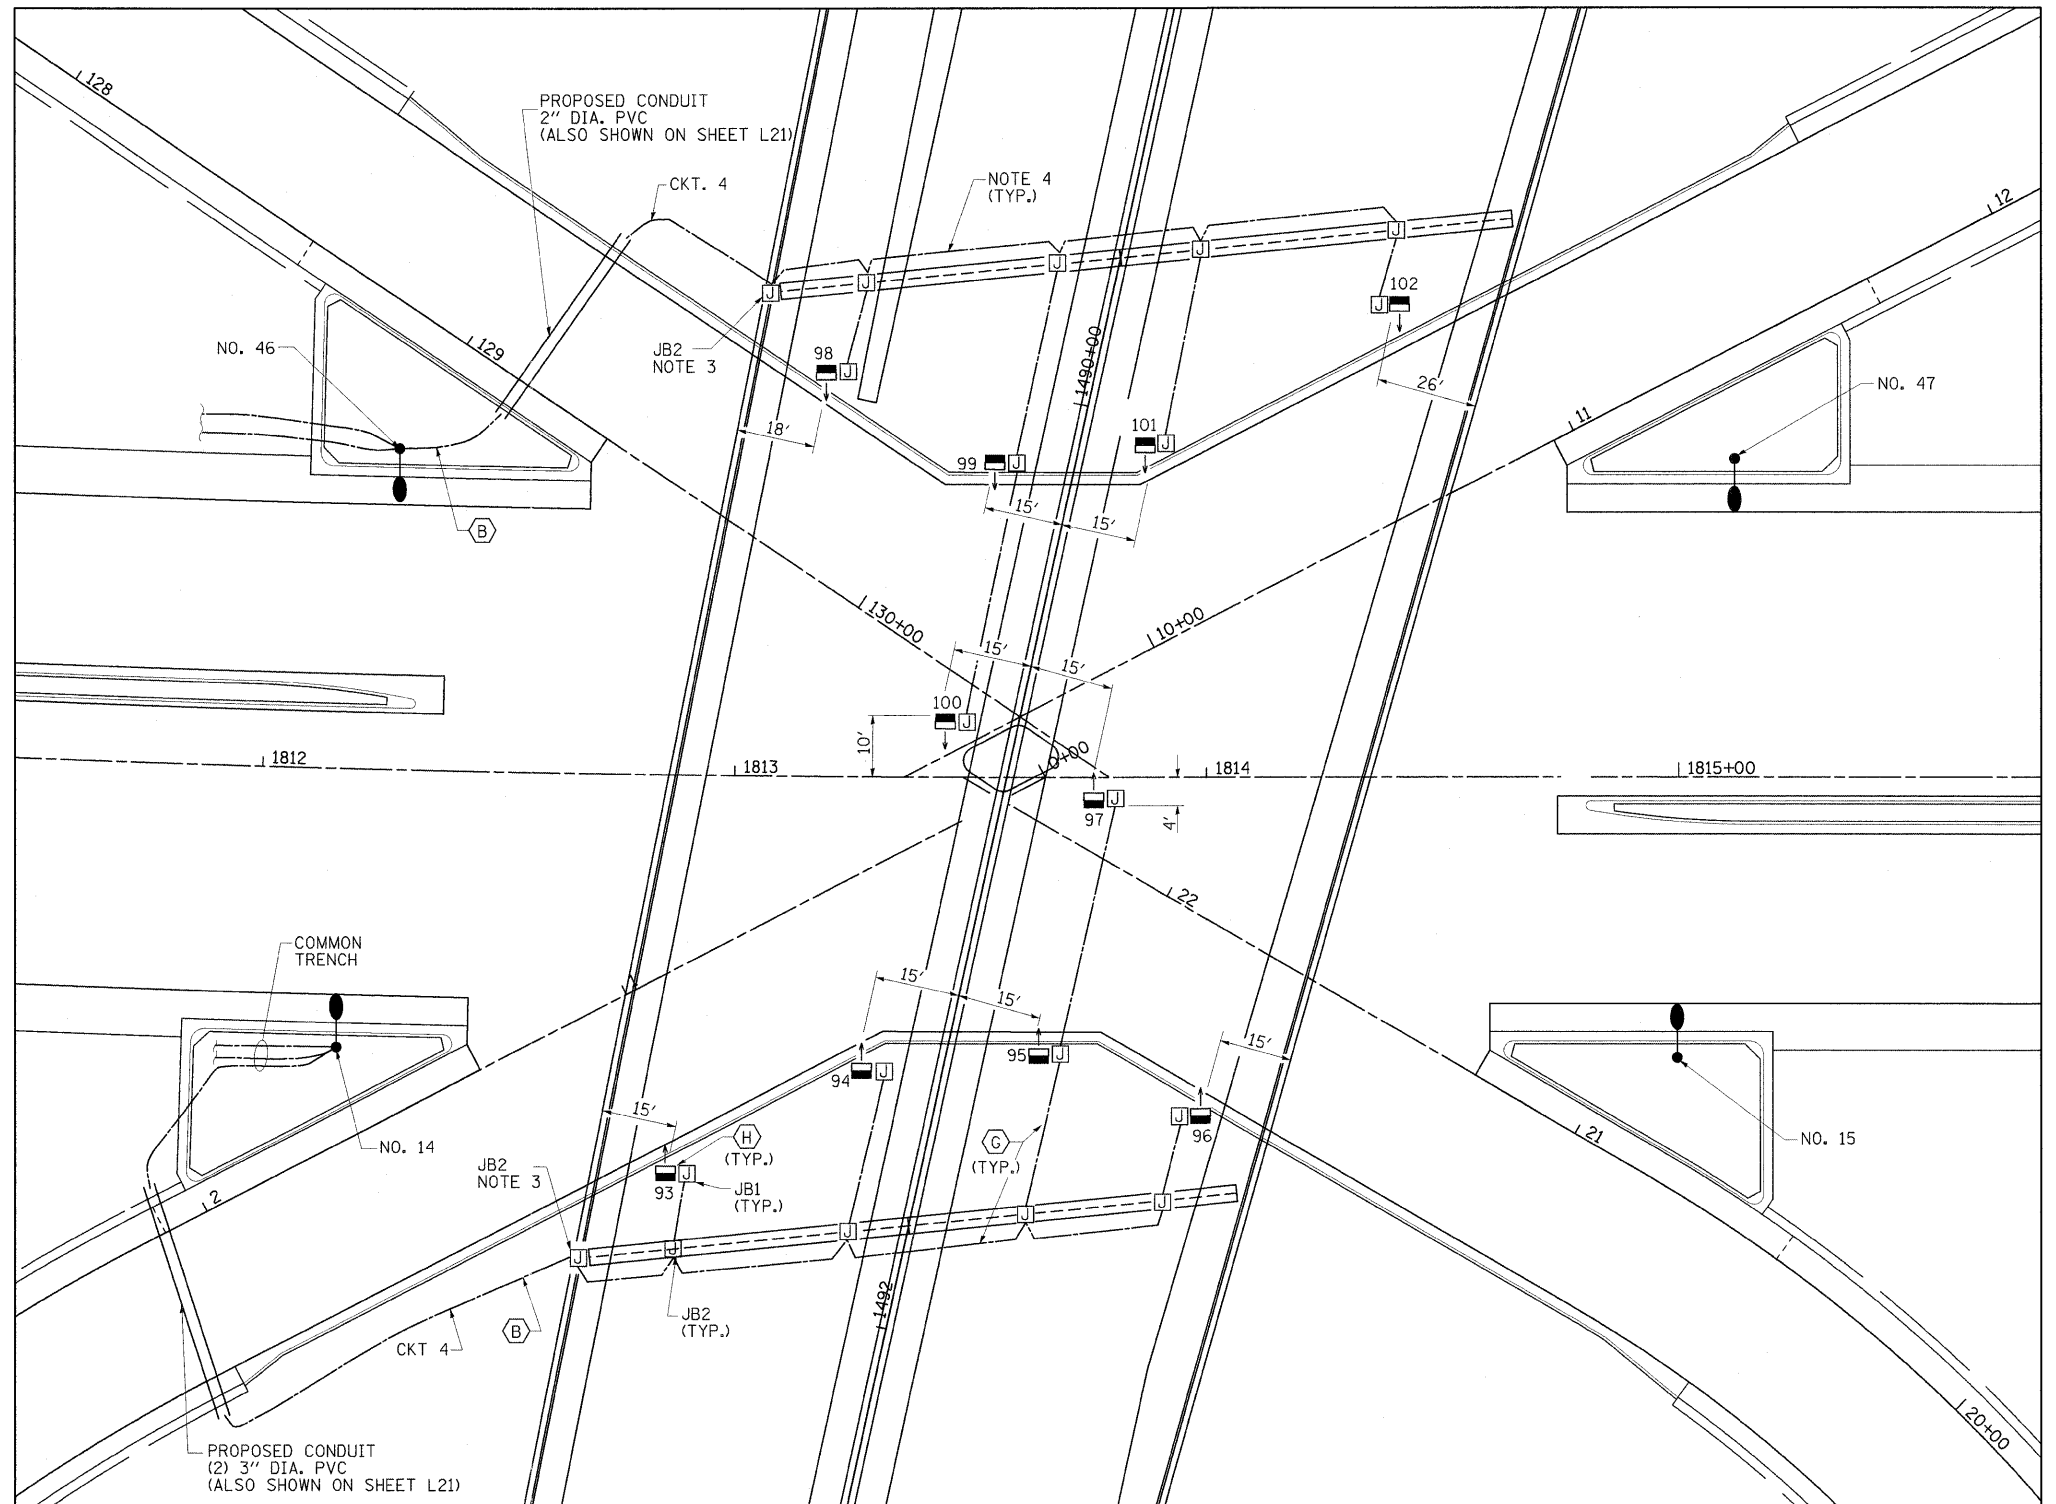 128
PROPOSED CONDUIT
2" DIA. PVC
(ALSO SHOWN ON SHEET L21)
CKT. 4
NOTE 4
(TYP.)
12
J
J
J
J
J
J
102
NO. 46
129
JB2
NOTE 3
98
J
1490+00
26'
NO. 47
11
18'
101
J
99
J
15'
15'
B
130+00
10+00
15'
15'
100
J
10'
0+00
1812
1813
1814
1815+00
97
J
4'
22
COMMON
TRENCH
1
15'
15'
94
J
95
J
15'
NO. 14
15'
H
(TYP.)
G
(TYP.)
J
96
21
NO. 15
2
JB2
NOTE 3
93
J
JB1
(TYP.)
J
J
J
J
J
1492
CKT 4
B
JB2
(TYP.)
20+00
PROPOSED CONDUIT
(2) 3" DIA. PVC
(ALSO SHOWN ON SHEET L21)